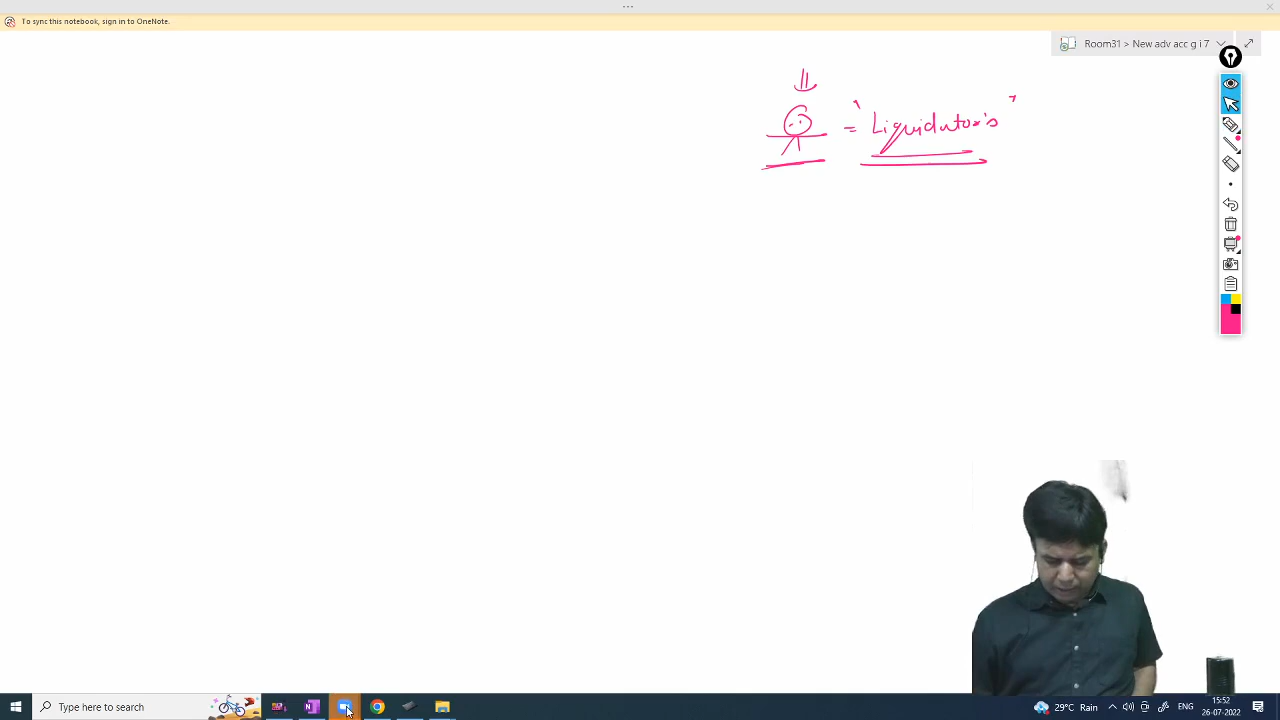 To sync this notebook, sign in to OneNote.
Room31 > New adv acc g i 7
= "Liquidator's"
Type here to search
29°C Rain
ENG
15:52
26-07-2022